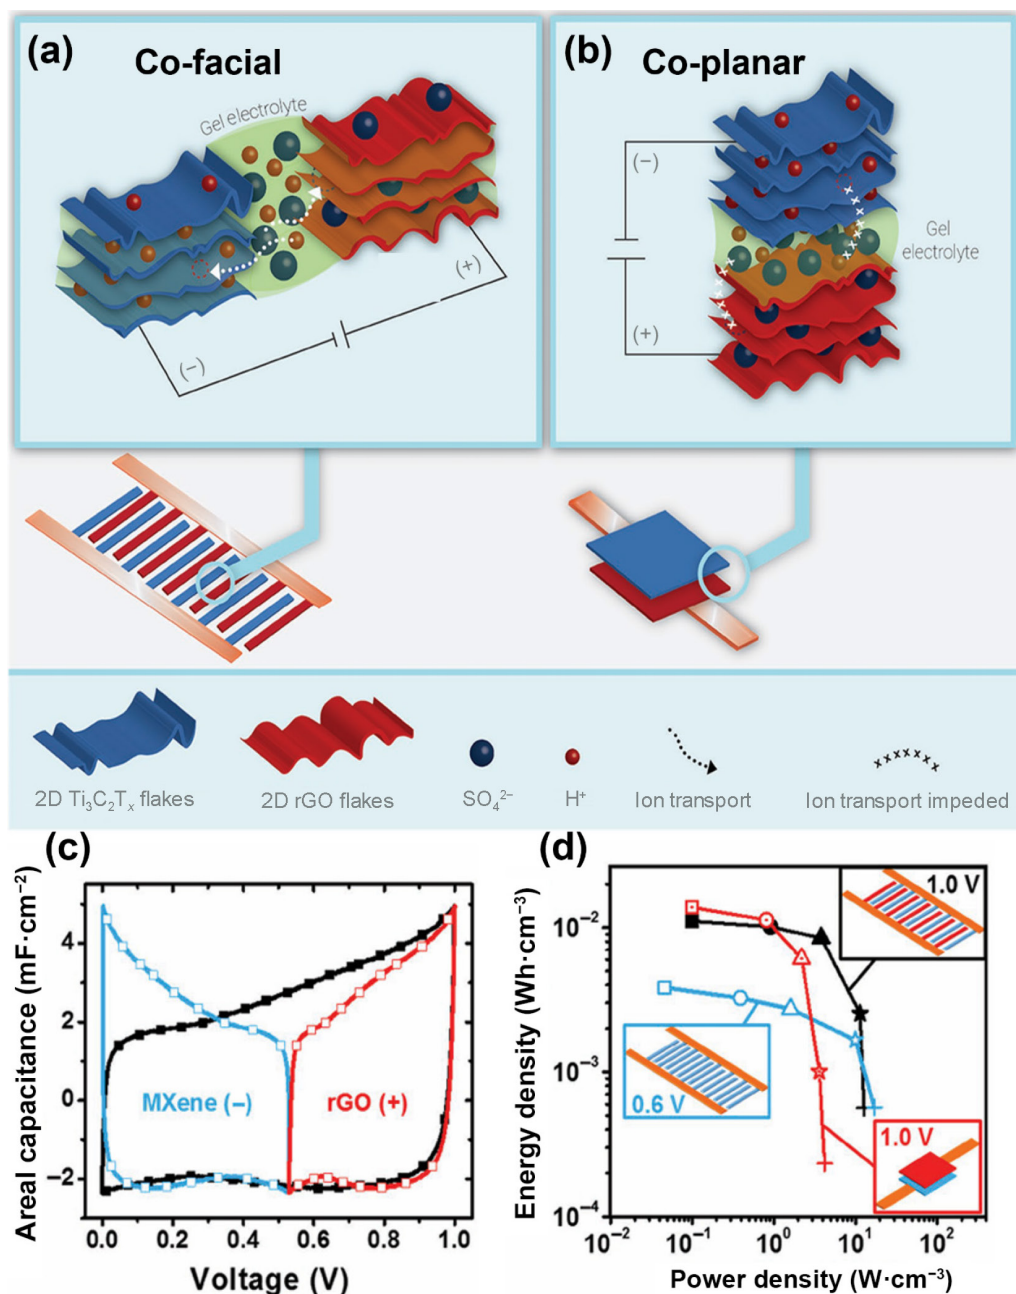 (a)
Co-facial
Gel electrolyte
(+)
(−)
(b)
Co-planar
(−)
Gel
electrolyte
(+)
2D Ti₃C₂Tₓ flakes
2D rGO flakes
SO₄²⁻
H⁺
Ion transport
Ion transport impeded
(c)
Areal capacitance (mF·cm⁻²)
4
2
0
−2
MXene (−)
rGO (+)
0.0
0.2
0.4
0.6
0.8
1.0
Voltage (V)
(d)
Energy density (Wh·cm⁻³)
10⁻²
10⁻³
10⁻⁴
1.0 V
0.6 V
1.0 V
10⁻²
10⁻¹
10⁰
10¹
10²
Power density (W·cm⁻³)